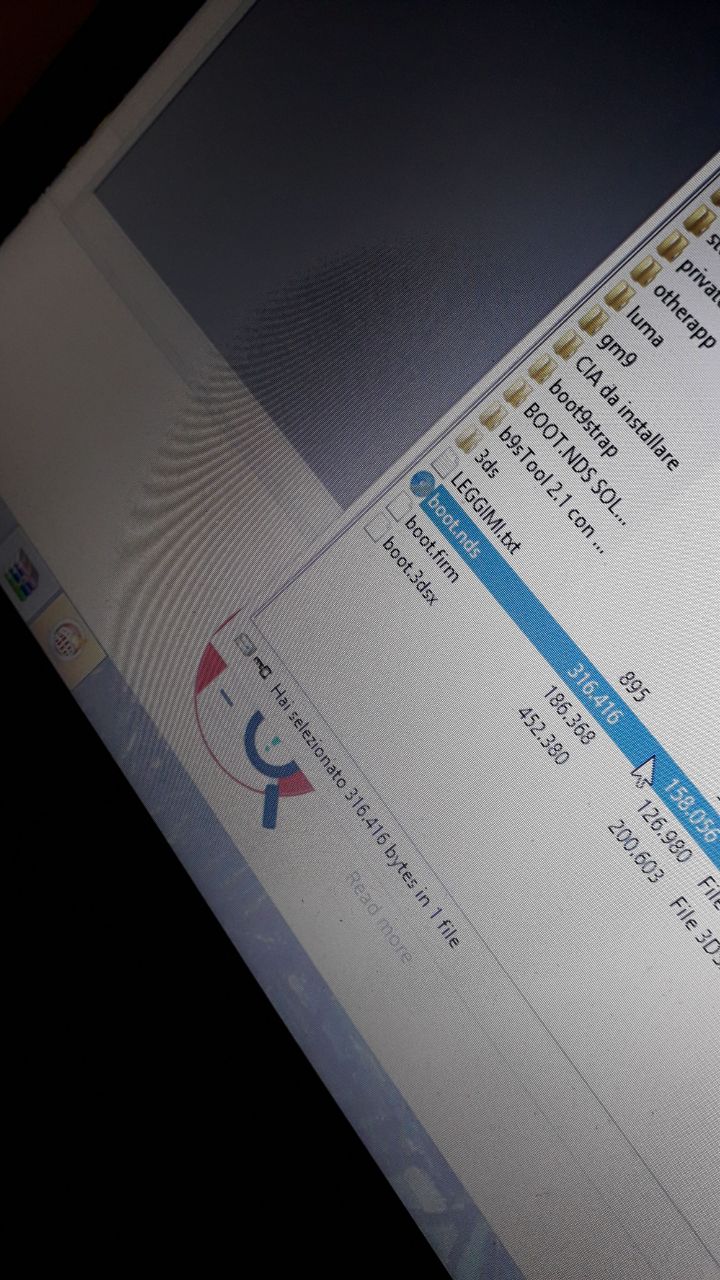 privat
otherapp
luma
gm9
CIA da installare
boot9strap
BOOT.NDS SOL...
b9sTool 2.1 con ...
3ds
LEGGIMI.txt 895
boot.nds 316.416 158.056
boot.firm 186.368 126.980 File
boot.3dsx 452.380 200.603 File 3DS
Hai selezionato 316.416 bytes in 1 file
Read more